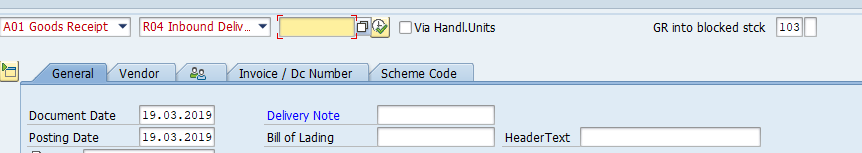 A01 Goods Receipt R04 Inbound Deliv... Via Handl.Units GR into blocked stck 103
General Vendor Invoice / Dc Number Scheme Code
Document Date 19.03.2019 Delivery Note
Posting Date 19.03.2019 Bill of Lading HeaderText